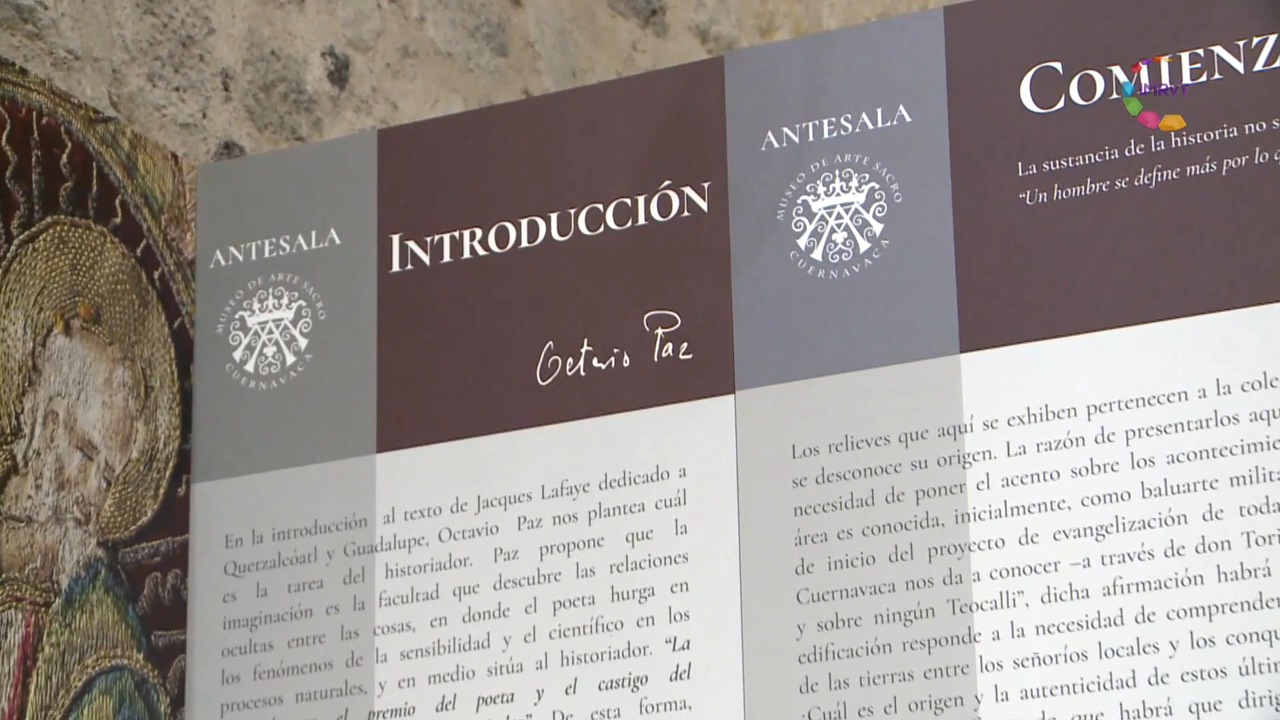 ANTESALA
MUSEO DE ARTE SACRO
CUERNAVACA
INTRODUCCIÓN
Octavio Paz
En la introducción al texto de Jacques Lafaye dedicado a
Quetzalcóatl y Guadalupe, Octavio Paz nos plantea cuál
es la tarea del historiador. Paz propone que la
imaginación es la facultad que descubre las relaciones
ocultas entre las cosas, en donde el poeta hurga en
los fenómenos de la sensibilidad y el científico en los
procesos naturales, y en medio sitúa al historiador. “La
el premio del poeta y el castigo del
De esta forma,
ANTESALA
MUSEO DE ARTE SACRO
CUERNAVACA
COMIENZ
MRYT
La sustancia de la historia no s
“Un hombre se define más por lo q
Los relieves que aquí se exhiben pertenecen a la cole
se desconoce su origen. La razón de presentarlos aqu
necesidad de poner el acento sobre los acontecimie
área es conocida, inicialmente, como baluarte milita
de inicio del proyecto de evangelización de toda
Cuernavaca nos da a conocer –a través de don Tori
y sobre ningún Teocalli”, dicha afirmación habrá
edificación responde a la necesidad de comprender
de las tierras entre los señoríos locales y los conqu
¿Cuál es el origen y la autenticidad de estos últim
de que habrá que dirig